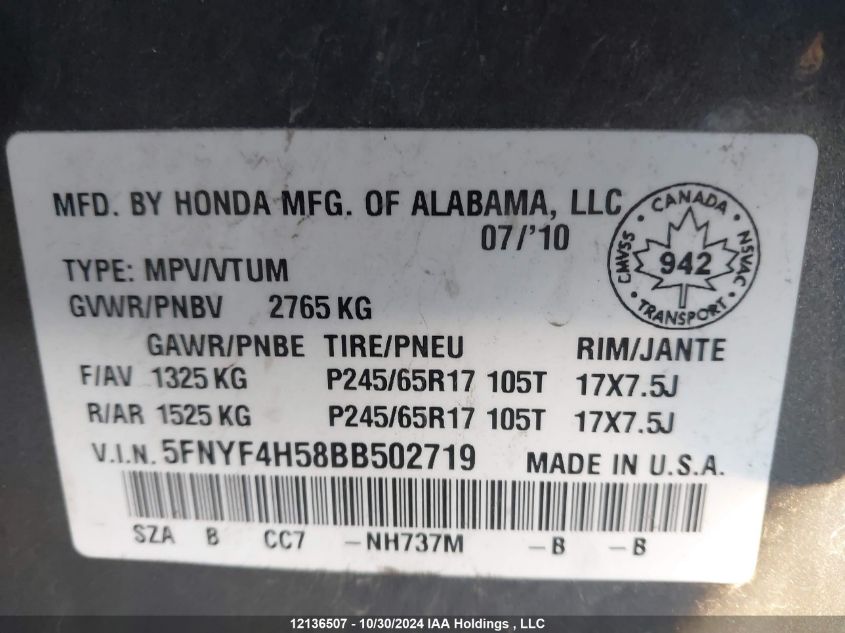 MFD. BY HONDA MFG. OF ALABAMA, LLC
07/'10
CANADA
CMVSS 942 NSVAC
TRANSPORT
TYPE: MPV/VTUM
GVWR/PNBV 2765 KG
GAWR/PNBE TIRE/PNEU RIM/JANTE
F/AV 1325 KG P245/65R17 105T 17X7.5J
R/AR 1525 KG P245/65R17 105T 17X7.5J
V.I.N. 5FNYF4H58BB502719 MADE IN U.S.A.
SZA B CC7 -NH737M -B -B
12136507 - 10/30/2024 IAA Holdings , LLC